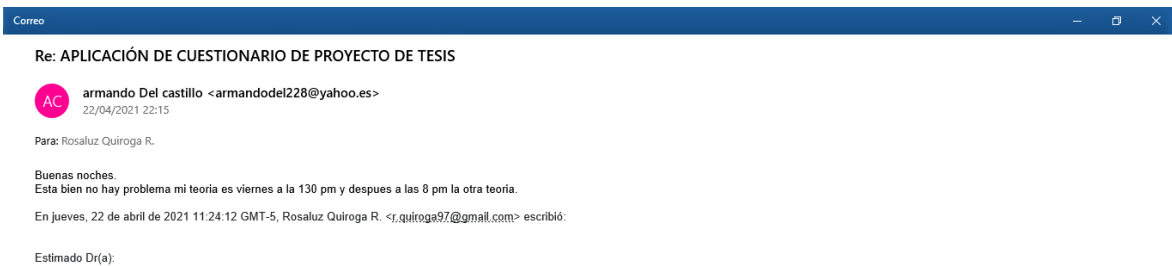 Correo
Re: APLICACIÓN DE CUESTIONARIO DE PROYECTO DE TESIS
AC
armando Del castillo <armandodel228@yahoo.es>
22/04/2021 22:15
Para: Rosaluz Quiroga R.
Buenas noches.
Esta bien no hay problema mi teoria es viernes a la 130 pm y despues a las 8 pm la otra teoria.
En jueves, 22 de abril de 2021 11:24:12 GMT-5, Rosaluz Quiroga R. <r.quiroga97@gmail.com> escribió:
Estimado Dr(a):